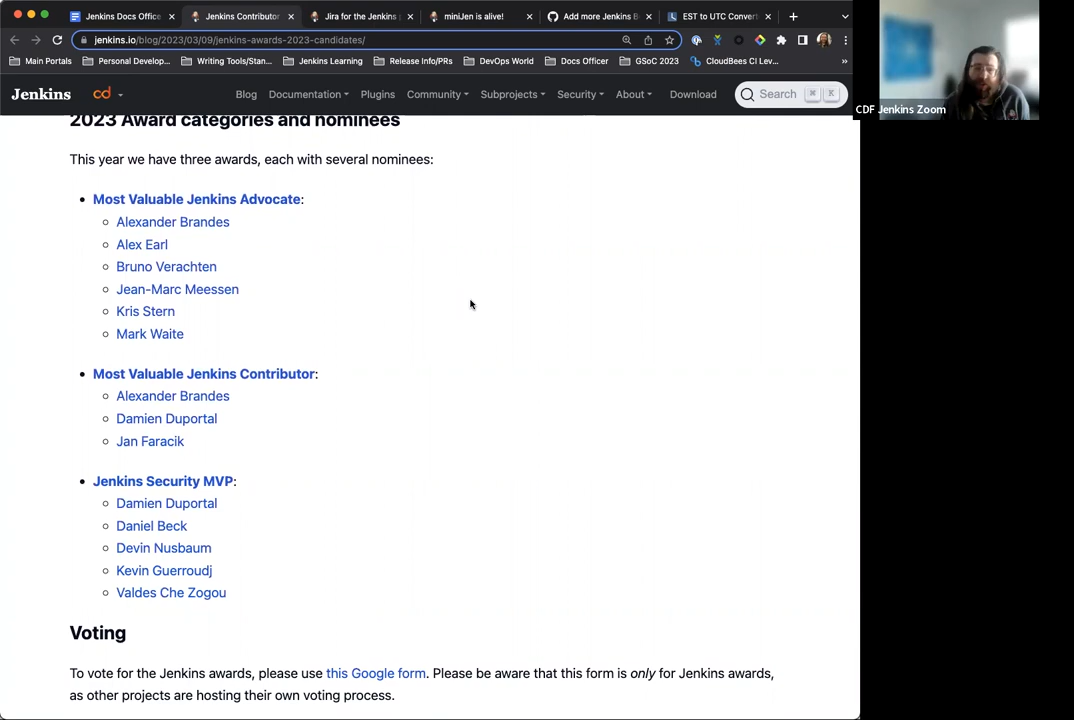 Jenkins Docs Office
Jenkins Contributor
Jira for the Jenkins
miniJen is alive!
Add more Jenkins B
EST to UTC Convert
jenkins.io/blog/2023/03/09/jenkins-awards-2023-candidates/
Main Portals
Personal Develop...
Writing Tools/Stan...
Jenkins Learning
Release Info/PRs
DevOps World
Docs Officer
GSoC 2023
CloudBees CI Lev...
»
Jenkins
cd
Blog
Documentation
Plugins
Community
Subprojects
Security
About
Download
Search
⌘ K
CDF Jenkins Zoom
2023 Award categories and nominees
This year we have three awards, each with several nominees:
Most Valuable Jenkins Advocate:
Alexander Brandes
Alex Earl
Bruno Verachten
Jean-Marc Meessen
Kris Stern
Mark Waite
Most Valuable Jenkins Contributor:
Alexander Brandes
Damien Duportal
Jan Faracik
Jenkins Security MVP:
Damien Duportal
Daniel Beck
Devin Nusbaum
Kevin Guerroudj
Valdes Che Zogou
Voting
To vote for the Jenkins awards, please use this Google form. Please be aware that this form is only for Jenkins awards,
as other projects are hosting their own voting process.